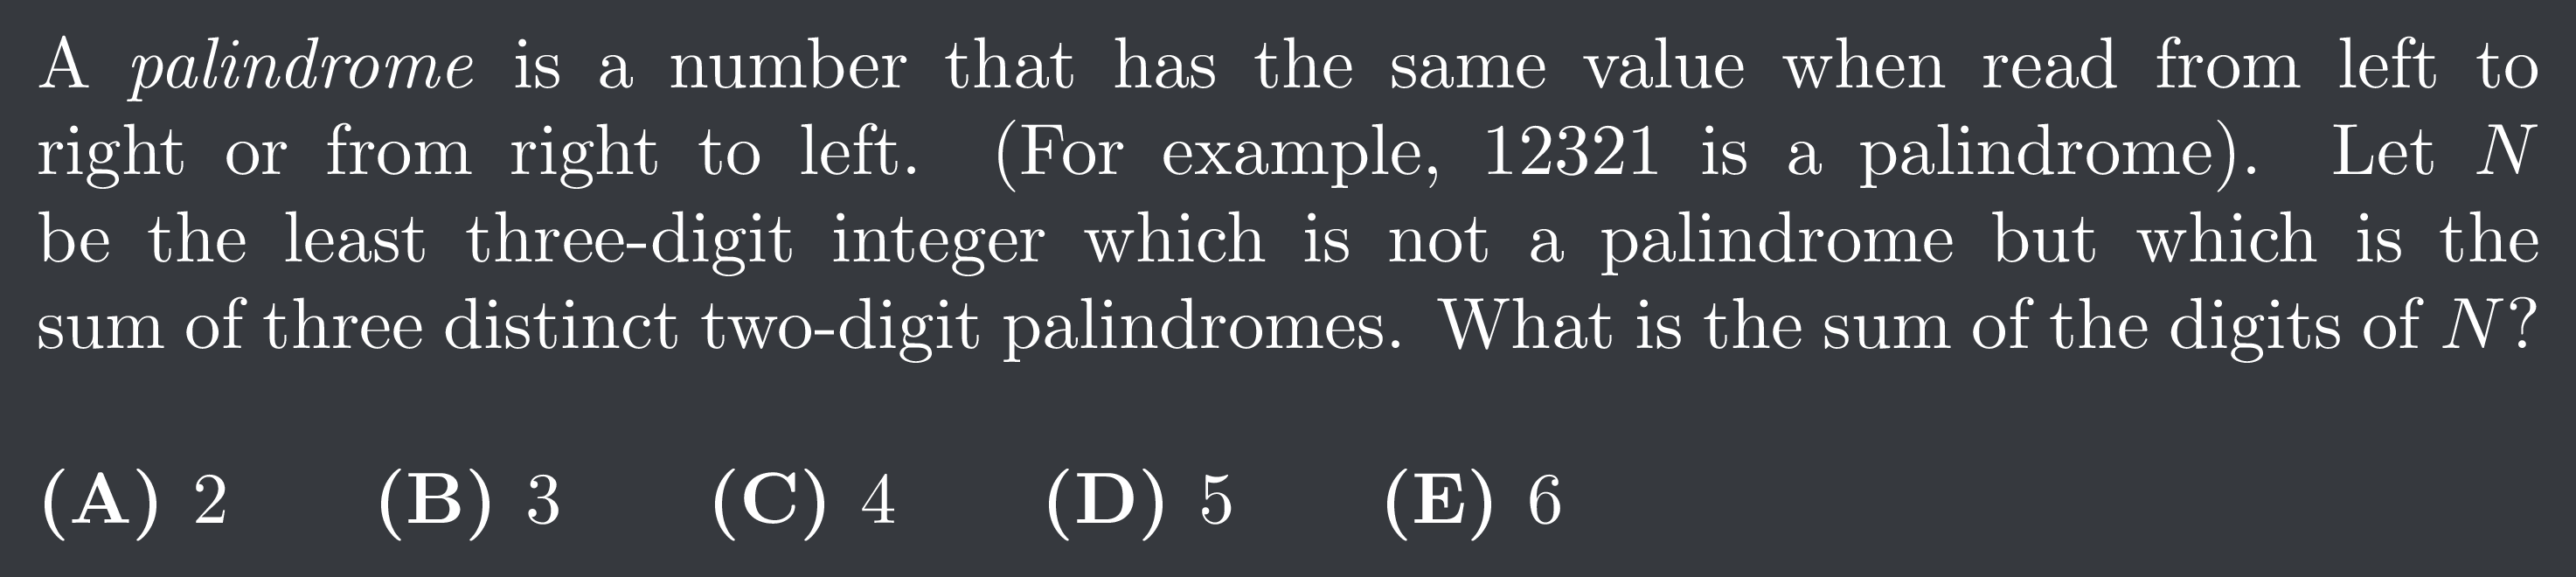 A palindrome is a number that has the same value when read from left to
right or from right to left. (For example, 12321 is a palindrome). Let N
be the least three-digit integer which is not a palindrome but which is the
sum of three distinct two-digit palindromes. What is the sum of the digits of N?
(A) 2 (B) 3 (C) 4 (D) 5 (E) 6